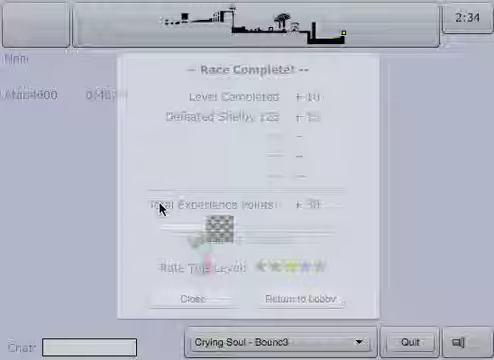 2:34
-- Race Complete! --
Level Completed + 10
Defeated Shelby 123
Total Experience Points: + 30
Rate This Level:
Close
Return to Lobby
Chat:
Crying Soul - Bounc3
Quit